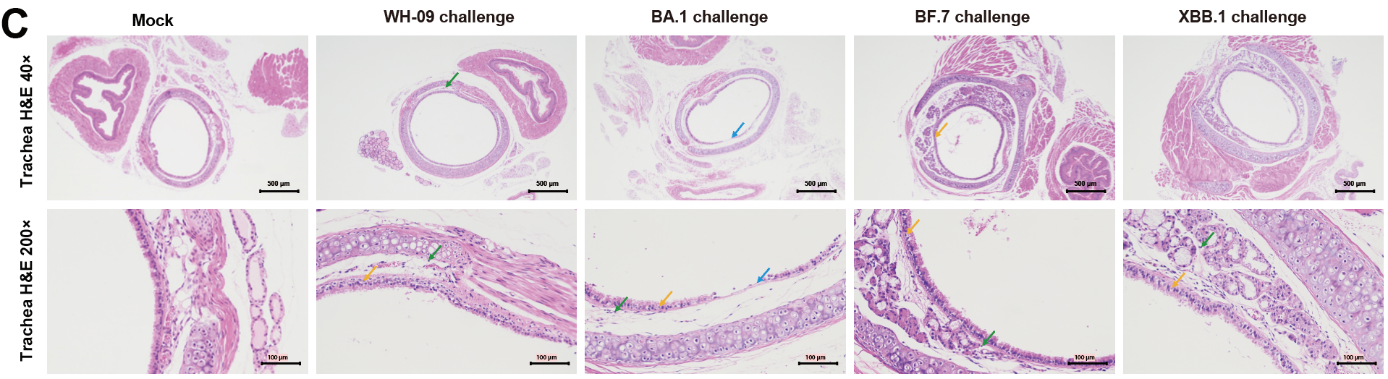 C
Mock WH-09 challenge BA.1 challenge BF.7 challenge XBB.1 challenge
Trachea H&E 40×
500 μm 500 μm 500 μm 500 μm 500 μm
Trachea H&E 200×
100 μm 100 μm 100 μm 100 μm 100 μm